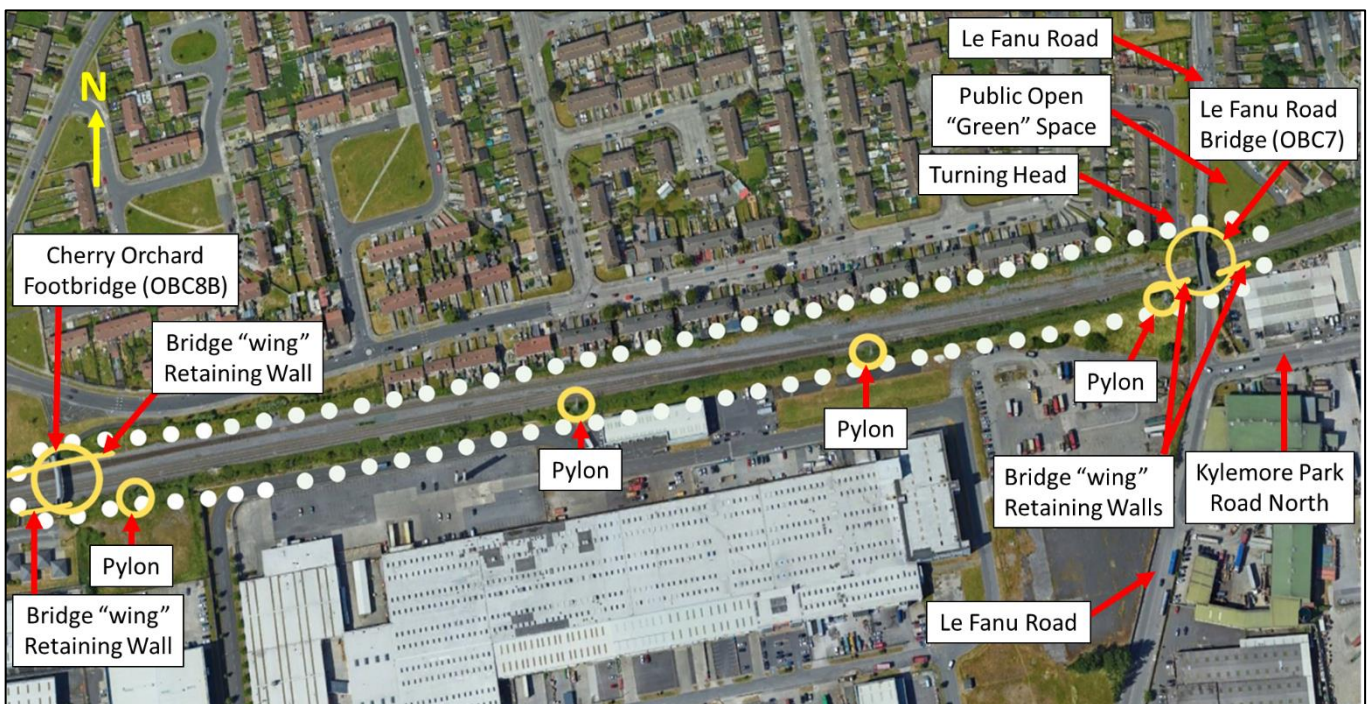 Le Fanu Road
Public Open
“Green” Space
Le Fanu Road
Bridge (OBC7)
Turning Head
N
Cherry Orchard
Footbridge (OBC8B)
Bridge “wing”
Retaining Wall
Pylon
Pylon
Pylon
Bridge “wing”
Retaining Walls
Kylemore Park
Road North
Pylon
Bridge “wing”
Retaining Wall
Le Fanu Road